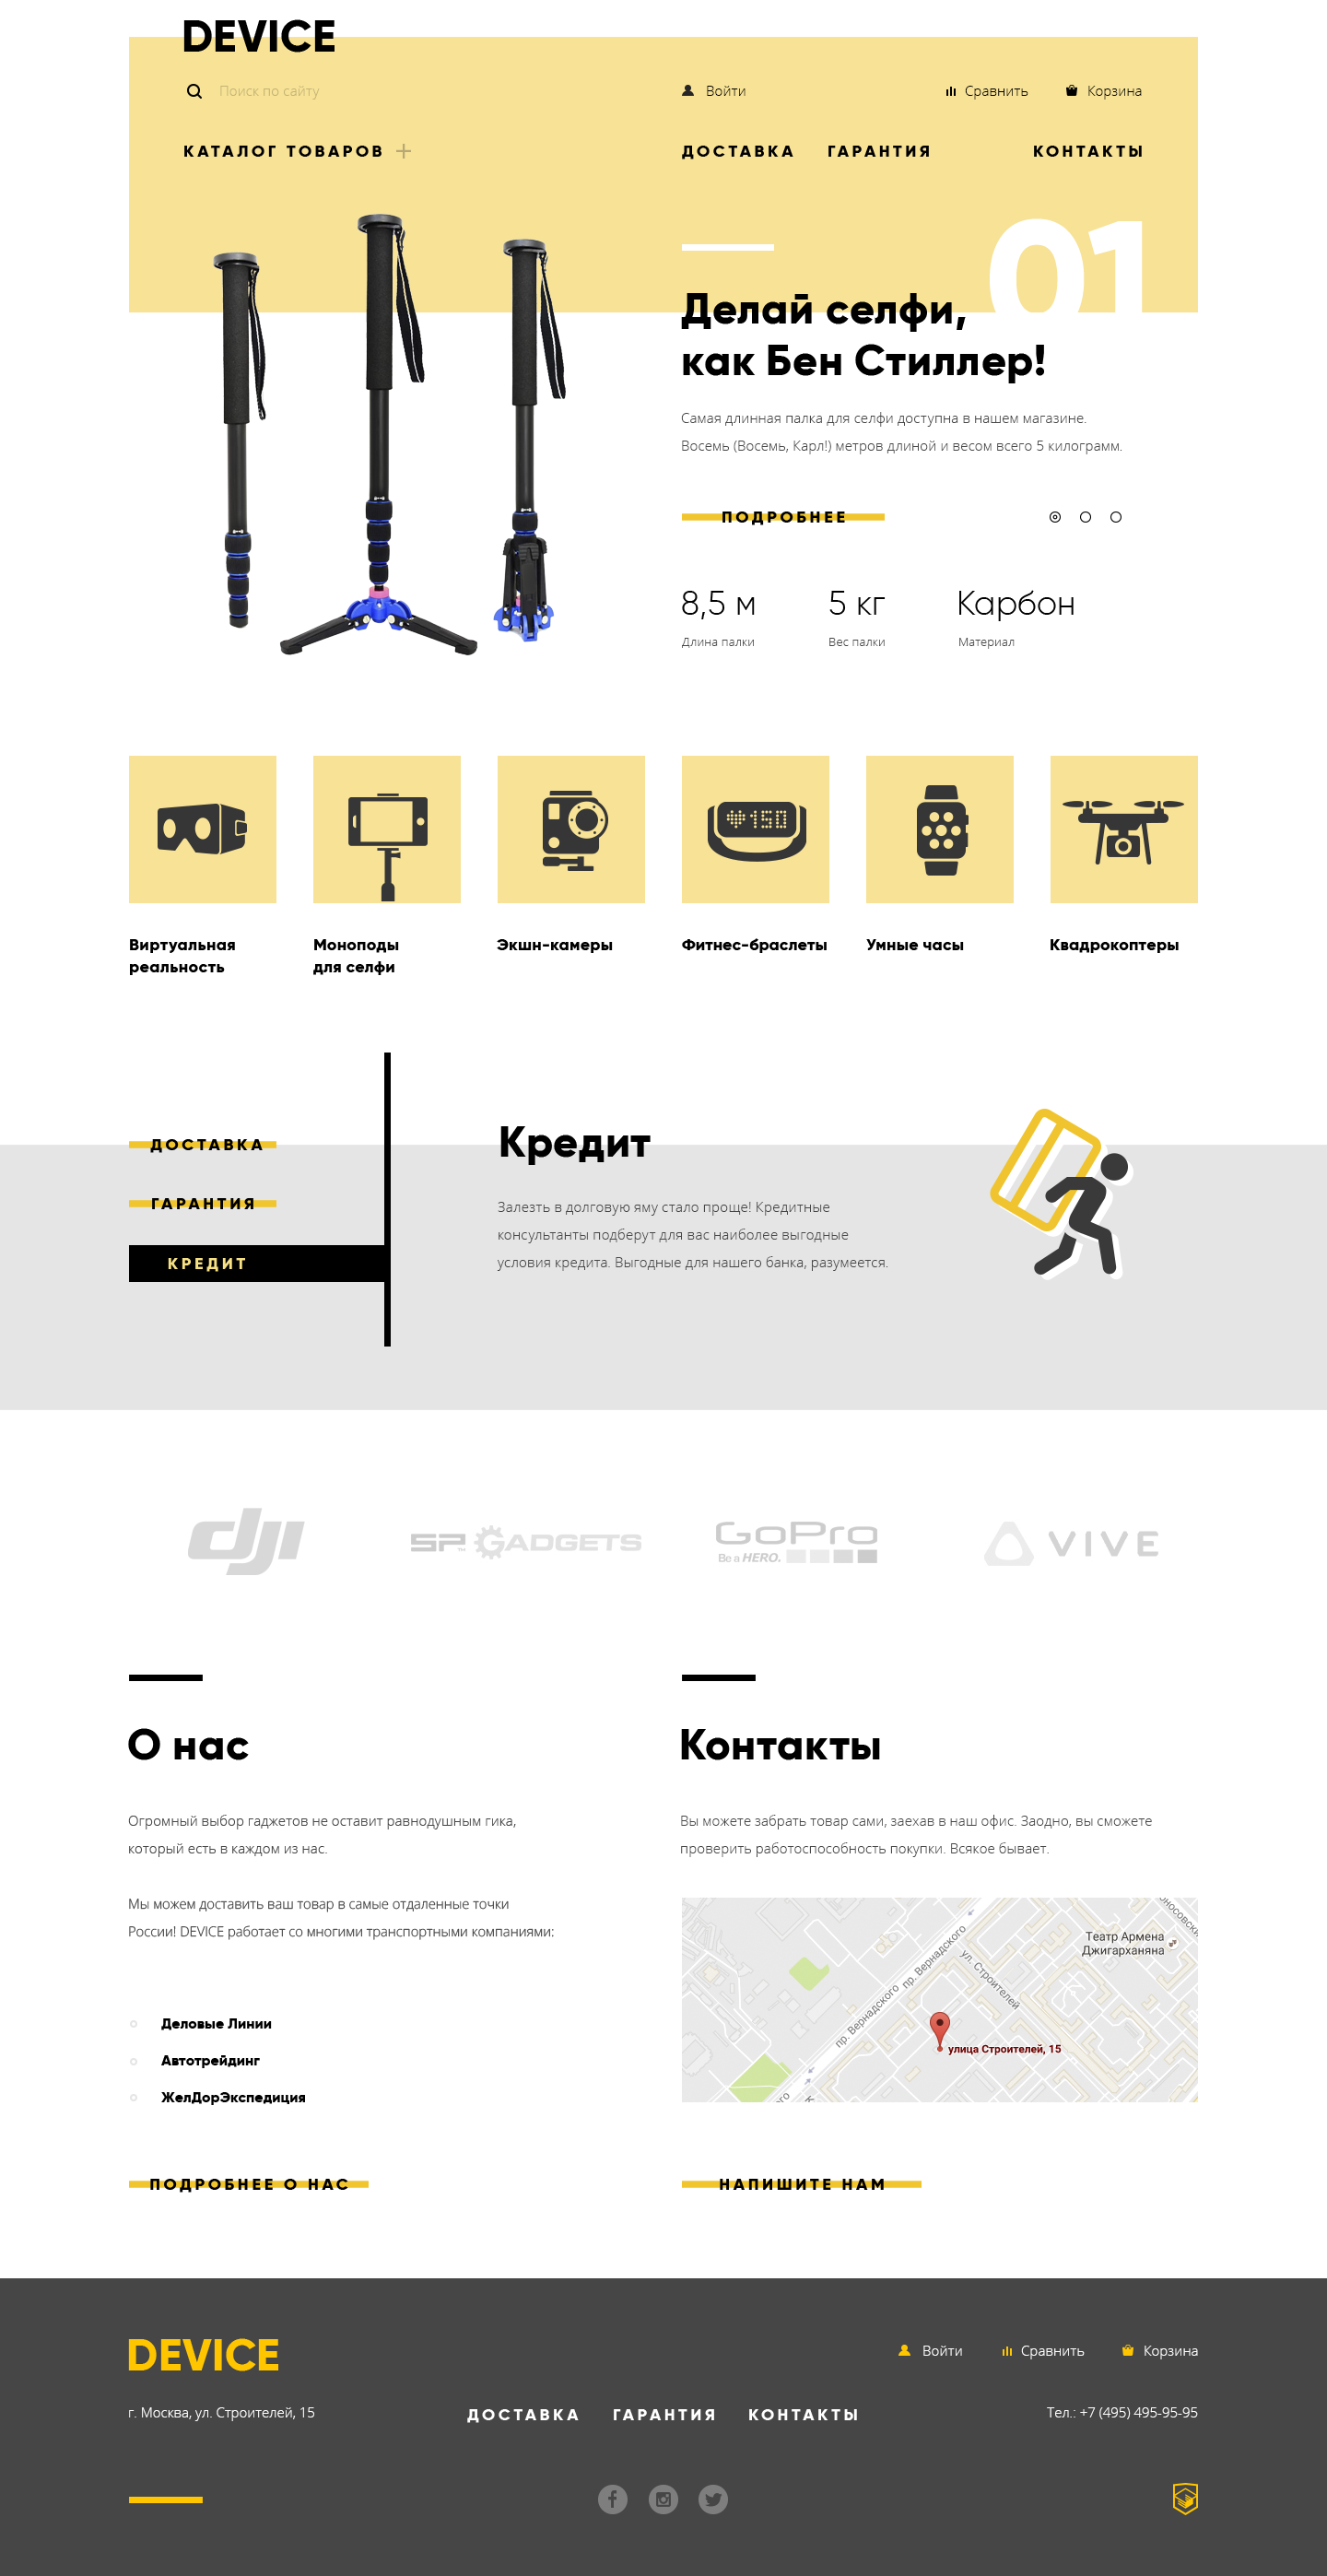 DEVICE
Поиск по сайту
Войти
Сравнить
Корзина
КАТАЛОГ ТОВАРОВ +
ДОСТАВКА
ГАРАНТИЯ
КОНТАКТЫ
01
Делай селфи,
как Бен Стиллер!
Самая длинная палка для селфи доступна в нашем магазине.
Восемь (Восемь, Карл!) метров длиной и весом всего 5 килограмм.
ПОДРОБНЕЕ
8,5 м
5 кг
Карбон
Длина палки
Вес палки
Материал
150
Виртуальная
реальность
Моноподы
для селфи
Экшн-камеры
Фитнес-браслеты
Умные часы
Квадрокоптеры
ДОСТАВКА
ГАРАНТИЯ
КРЕДИТ
Кредит
Залезть в долговую яму стало проще! Кредитные
консультанты подберут для вас наиболее выгодные
условия кредита. Выгодные для нашего банка, разумеется.
dji
SP GADGETS
GoPro
Be a HERO.
VIVE
О нас
Огромный выбор гаджетов не оставит равнодушным гика,
который есть в каждом из нас.
Мы можем доставить ваш товар в самые отдаленные точки
России! DEVICE работает со многими транспортными компаниями:
Деловые Линии
Автотрейдинг
ЖелДорЭкспедиция
ПОДРОБНЕЕ О НАС
Контакты
Вы можете забрать товар сами, заехав в наш офис. Заодно, вы сможете
проверить работоспособность покупки. Всякое бывает.
Театр Армена
Джигарханяна
пр. Вернадского
ул. Строителей
пр. Вернадского
улица Строителей, 15
НАПИШИТЕ НАМ
DEVICE
Войти
Сравнить
Корзина
г. Москва, ул. Строителей, 15
ДОСТАВКА
ГАРАНТИЯ
КОНТАКТЫ
Тел.: +7 (495) 495-95-95